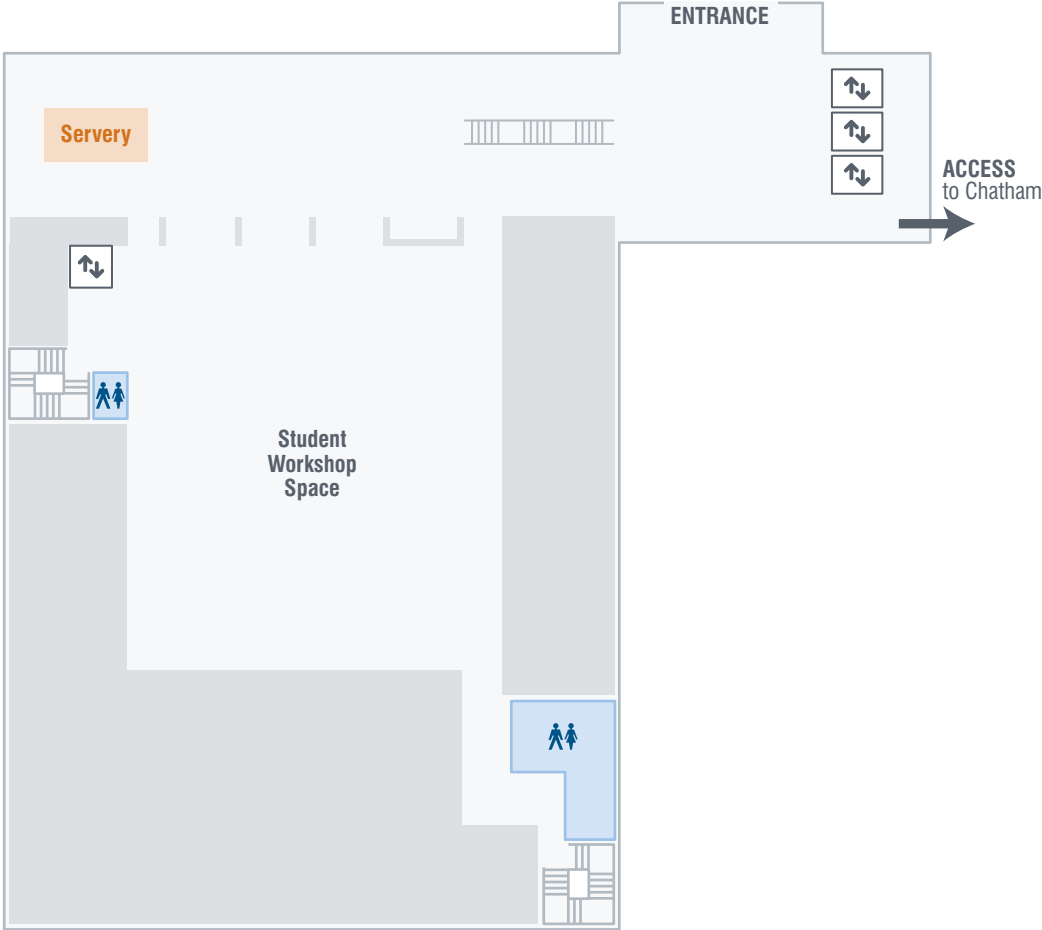 ENTRANCE
Servery
ACCESS
to Chatham
Student
Workshop
Space